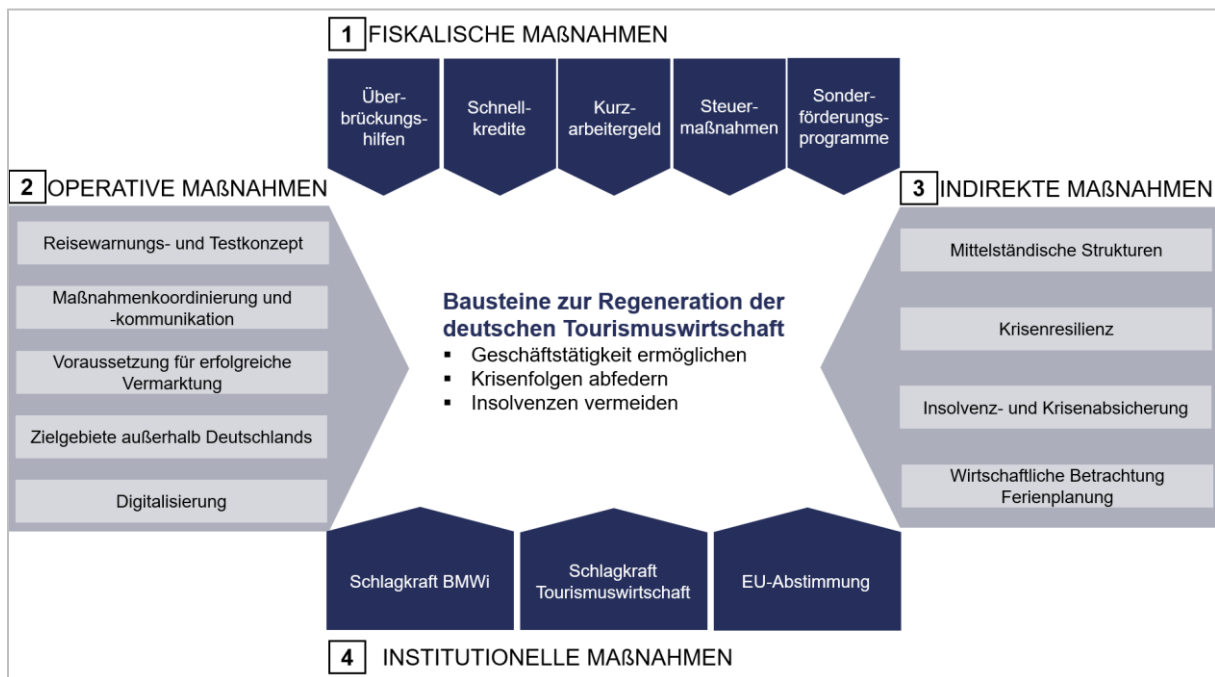 1 FISKALISCHE MAßNAHMEN
Über-
brückungs-
hilfen
Schnell-
kredite
Kurz-
arbeitergeld
Steuer-
maßnahmen
Sonder-
förderungs-
programme
2 OPERATIVE MAßNAHMEN
Reisewarnungs- und Testkonzept
Maßnahmenkoordinierung und
-kommunikation
Voraussetzung für erfolgreiche
Vermarktung
Zielgebiete außerhalb Deutschlands
Digitalisierung
Bausteine zur Regeneration der
deutschen Tourismuswirtschaft
▪ Geschäftstätigkeit ermöglichen
▪ Krisenfolgen abfedern
▪ Insolvenzen vermeiden
3 INDIREKTE MAßNAHMEN
Mittelständische Strukturen
Krisenresilienz
Insolvenz- und Krisenabsicherung
Wirtschaftliche Betrachtung
Ferienplanung
Schlagkraft BMWi
Schlagkraft
Tourismuswirtschaft
EU-Abstimmung
4 INSTITUTIONELLE MAßNAHMEN